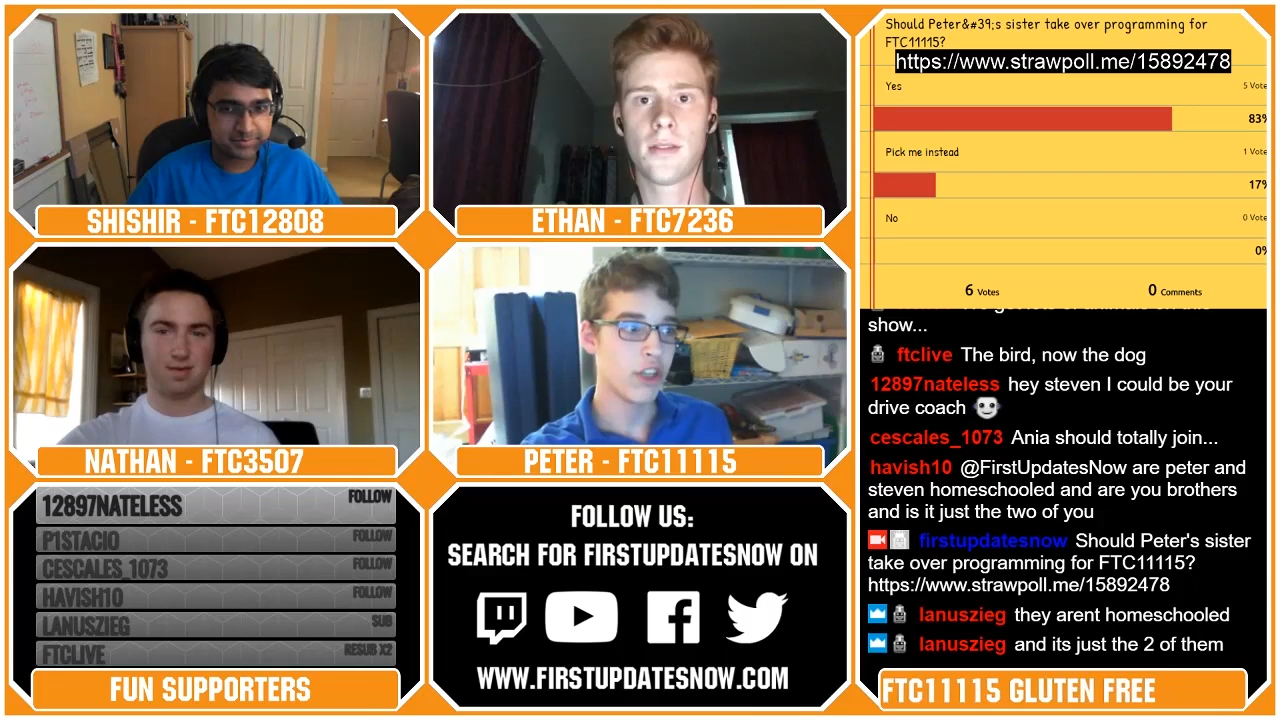 SHISHIR - FTC12808
ETHAN - FTC7236
NATHAN - FTC3507
PETER - FTC11115
12897NATELESS FOLLOW
P1STACIO FOLLOW
CESCALES_1073 FOLLOW
HAVISH10 FOLLOW
LANUSZIEG SUB
FTCLIVE RESUB X2
FUN SUPPORTERS
FOLLOW US:
SEARCH FOR FIRSTUPDATESNOW ON
WWW.FIRSTUPDATESNOW.COM
Should Peter&#39;s sister take over programming for
FTC11115?
https://www.strawpoll.me/15892478
Yes 5 Vote
83%
Pick me instead 1 Vote
17%
No 0 Vote
0%
6 Votes 0 Comments
show...
ftclive The bird, now the dog
12897nateless hey steven I could be your
drive coach
cescales_1073 Ania should totally join...
havish10 @FirstUpdatesNow are peter and
steven homeschooled and are you brothers
and is it just the two of you
firstupdatesnow Should Peter's sister
take over programming for FTC11115?
https://www.strawpoll.me/15892478
lanuszieg they arent homeschooled
lanuszieg and its just the 2 of them
FTC11115 GLUTEN FREE